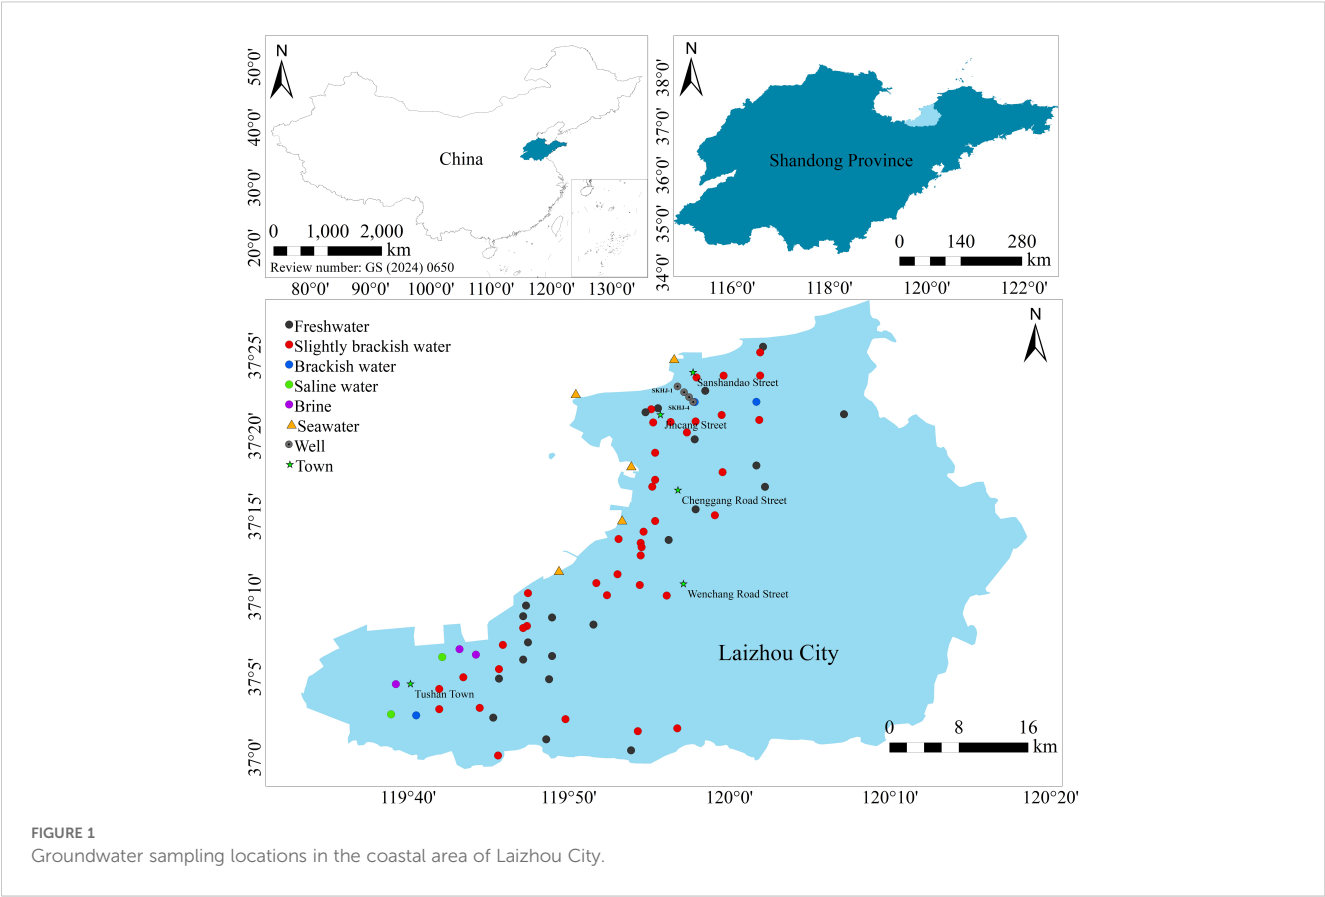 N
50°0'
40°0'
30°0'
20°0'
China
0 1,000 2,000
km
Review number: GS (2024) 0650
80°0' 90°0' 100°0' 110°0' 120°0' 130°0'
N
38°0'
37°0'
36°0'
35°0'
34°0'
Shandong Province
0 140 280
km
116°0' 118°0' 120°0' 122°0'
Freshwater
Slightly brackish water
Brackish water
Saline water
Brine
Seawater
Well
Town
N
37°25'
37°20'
37°15'
37°10'
37°5'
37°0'
Sanshandao Street
SKHJ-1
SKHJ-4
Jincang Street
Chenggang Road Street
Wenchang Road Street
Laizhou City
Tushan Town
0 8 16
km
119°40' 119°50' 120°0' 120°10' 120°20'
FIGURE 1
Groundwater sampling locations in the coastal area of Laizhou City.